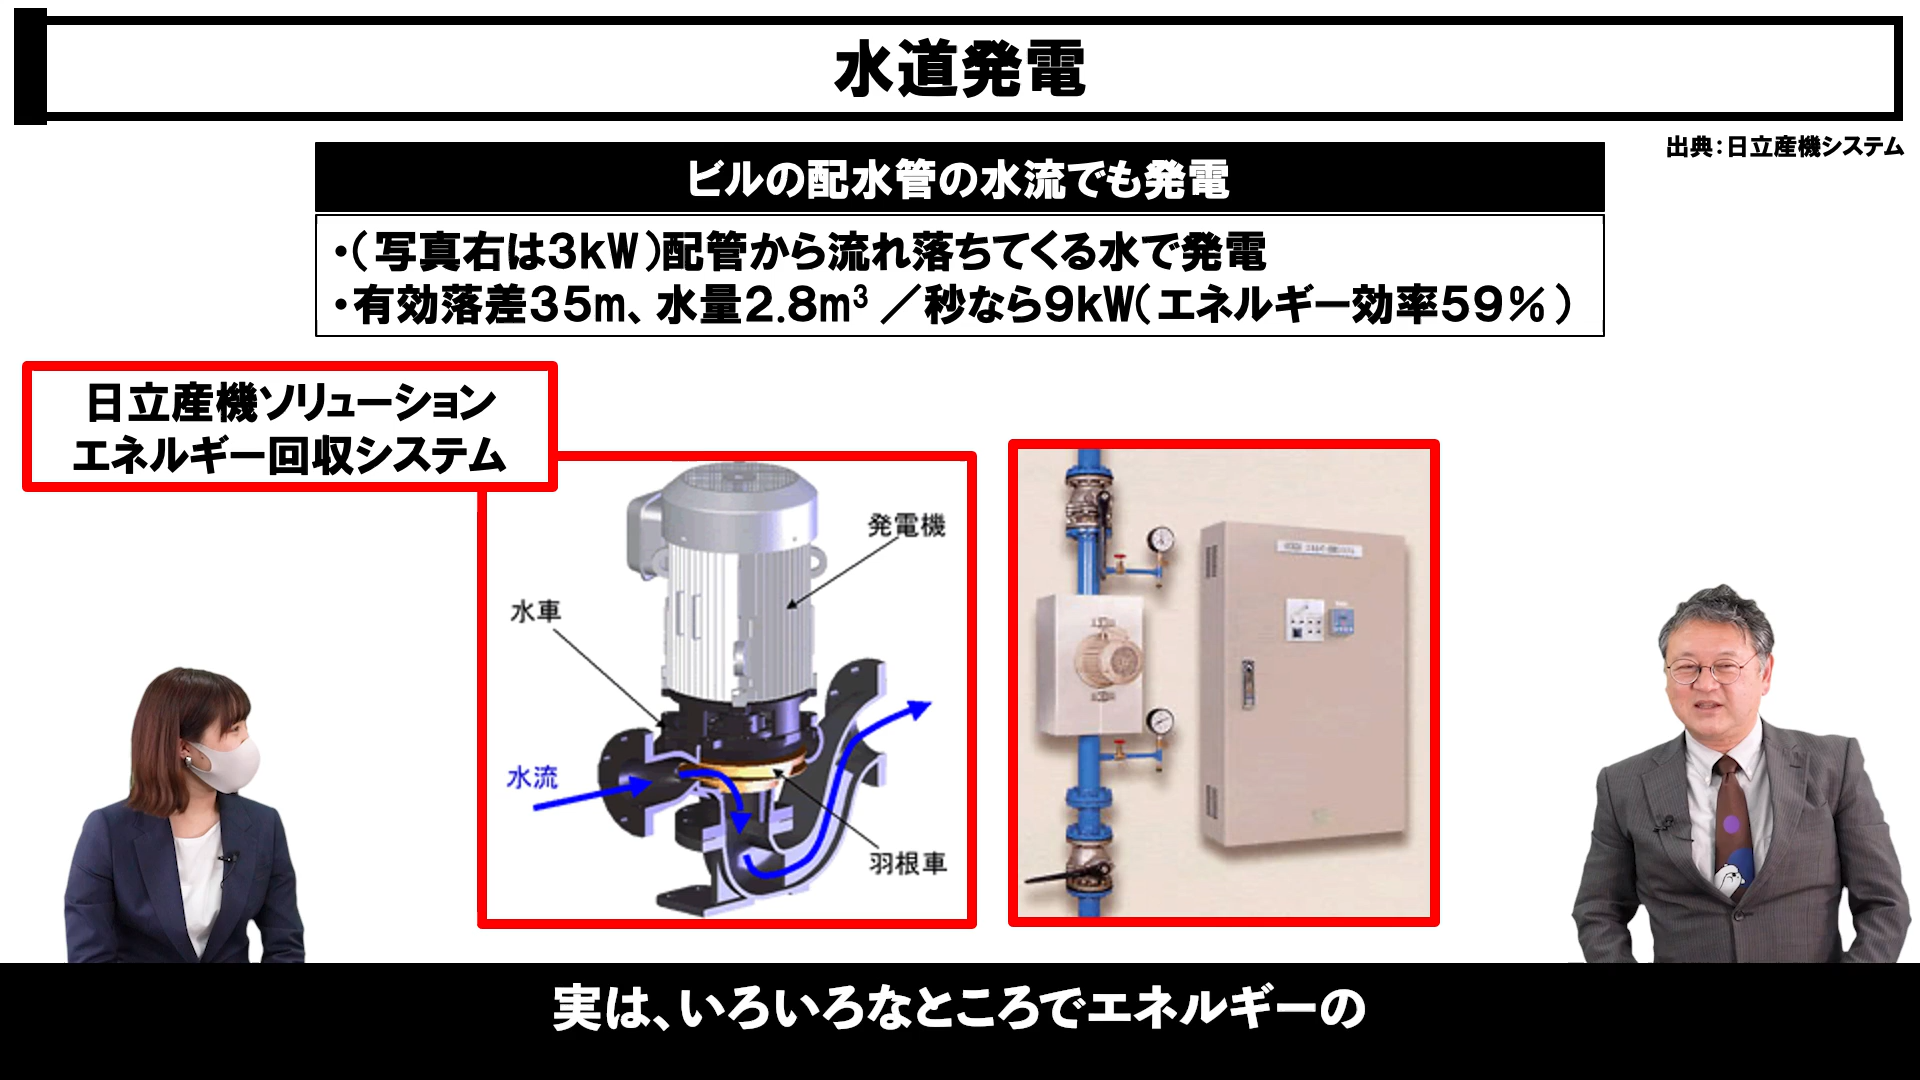 水道発電
出典：日立産機システム
ビルの配水管の水流でも発電
・（写真右は３ｋＷ）配管から流れ落ちてくる水で発電
・有効落差３５ｍ、水量２.８ｍ³／秒なら９ｋＷ（エネルギー効率５９％）
日立産機ソリューション
エネルギー回収システム
発電機
水車
水流
羽根車
実は、いろいろなところでエネルギーの